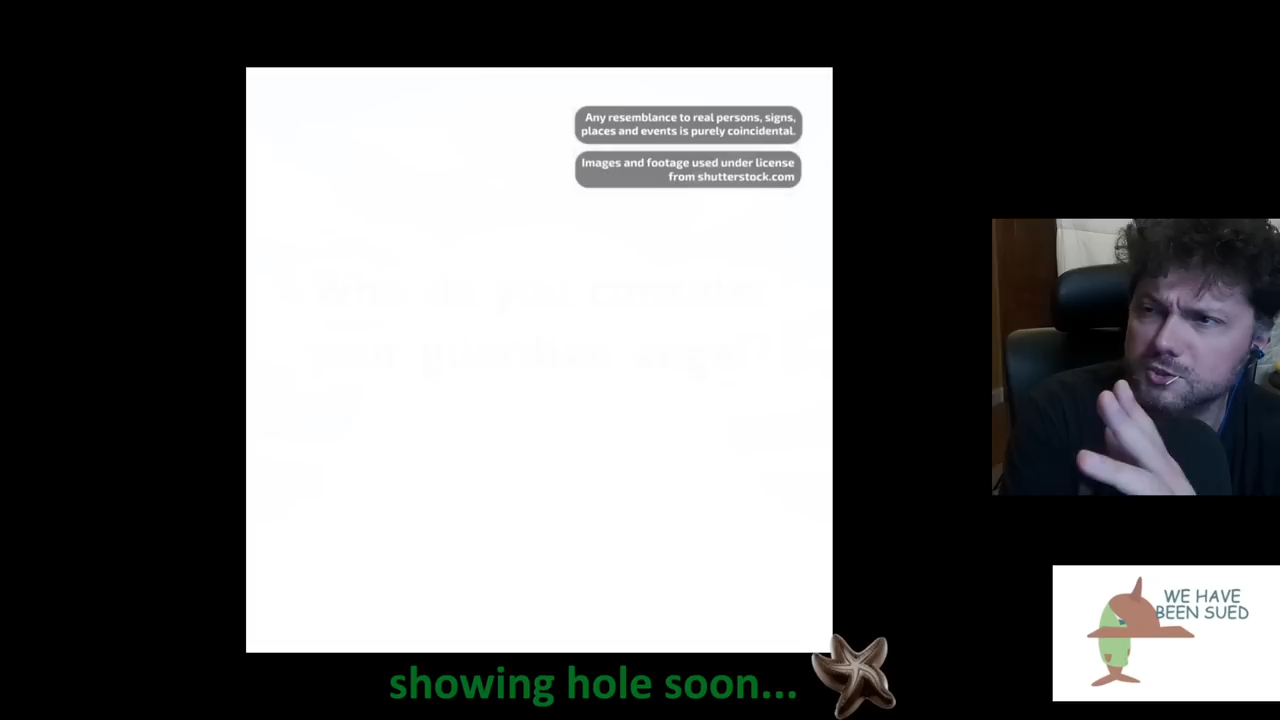 Any resemblance to real persons, signs,
places and events is purely coincidental.
Images and footage used under license
from shutterstock.com
WE HAVE
BEEN SUED
showing hole soon...